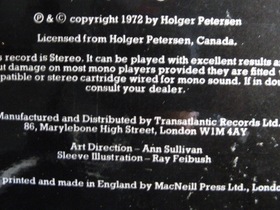 ℗ & © copyright 1972 by Holger Petersen
Licensed from Holger Petersen, Canada.
s record is Stereo. It can be played with excellent results a
ut damage on most mono players provided they are fitted
patible or stereo cartridge wired for mono sound. If in dou
consult your dealer.
Manufactured and Distributed by Transatlantic Records Ltd.
86, Marylebone High Street, London W1M 4AY
Art Direction – Ann Sullivan
Sleeve Illustration – Ray Feibush
printed and made in England by MacNeill Press Ltd., Lond